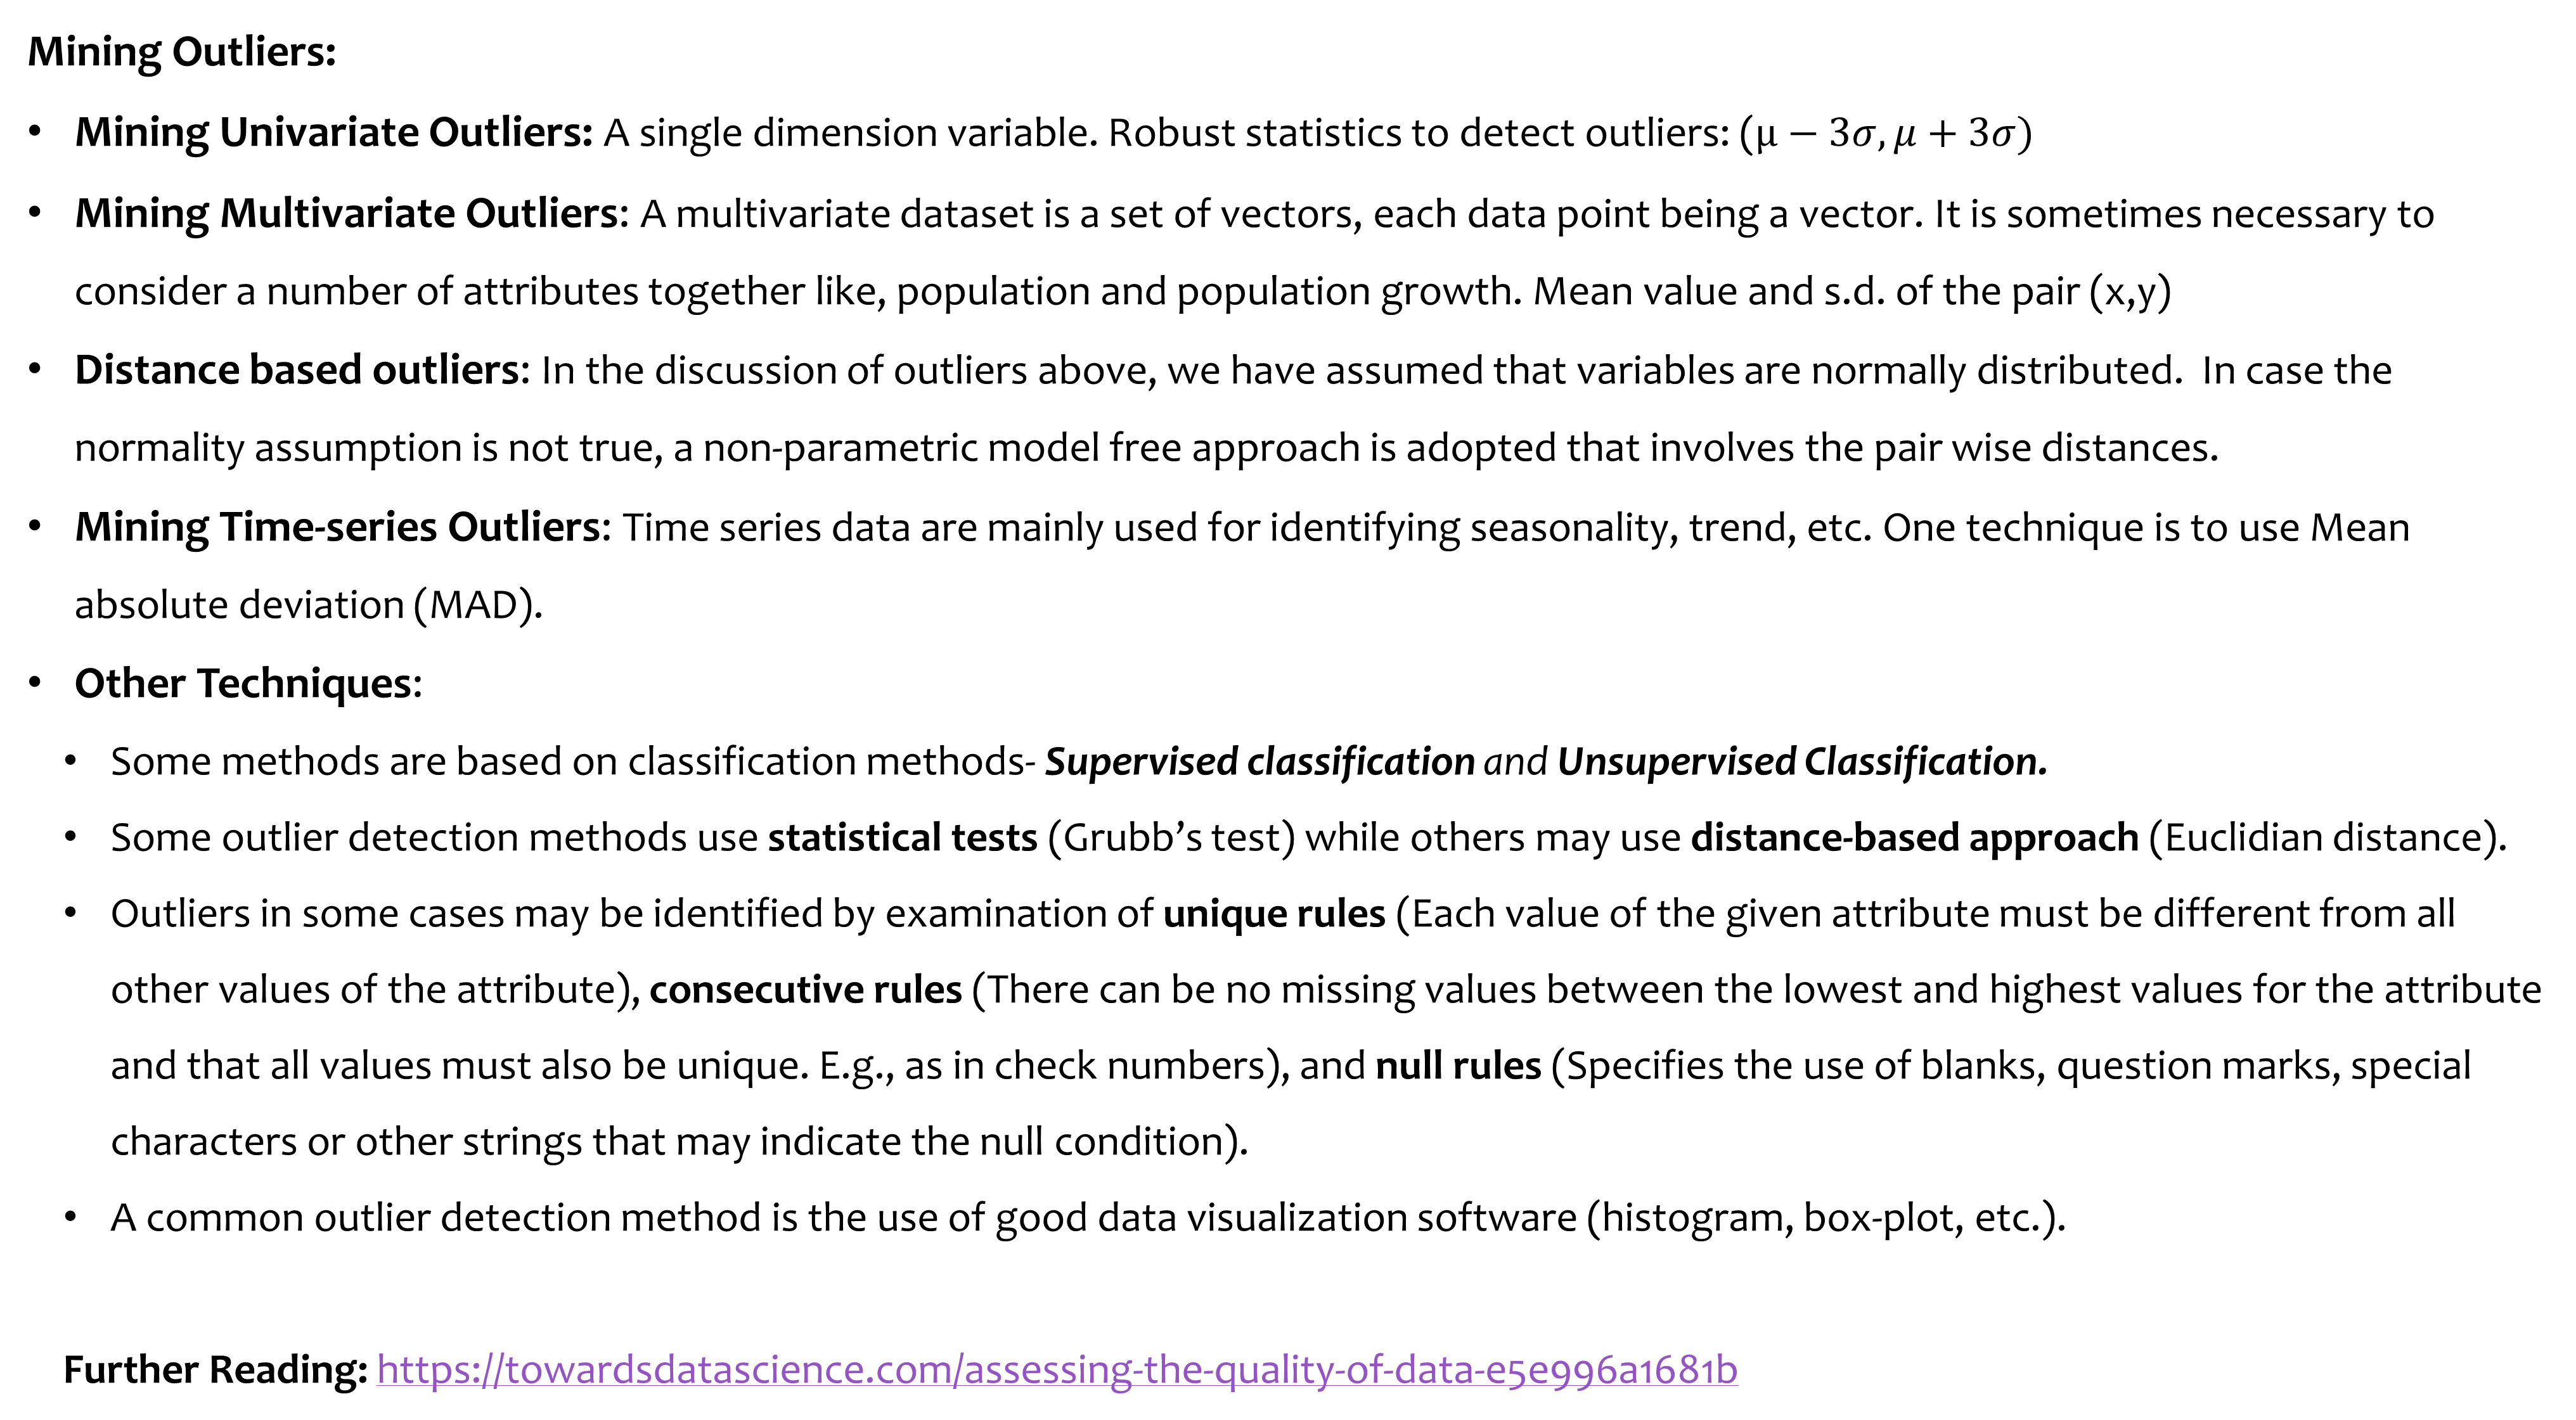 Mining Outliers:
• Mining Univariate Outliers: A single dimension variable. Robust statistics to detect outliers: (μ − 3σ, μ + 3σ)
• Mining Multivariate Outliers: A multivariate dataset is a set of vectors, each data point being a vector. It is sometimes necessary to
consider a number of attributes together like, population and population growth. Mean value and s.d. of the pair (x,y)
• Distance based outliers: In the discussion of outliers above, we have assumed that variables are normally distributed.  In case the
normality assumption is not true, a non-parametric model free approach is adopted that involves the pair wise distances.
• Mining Time-series Outliers: Time series data are mainly used for identifying seasonality, trend, etc. One technique is to use Mean
absolute deviation (MAD).
• Other Techniques:
• Some methods are based on classification methods- Supervised classification and Unsupervised Classification.
• Some outlier detection methods use statistical tests (Grubb’s test) while others may use distance-based approach (Euclidian distance).
• Outliers in some cases may be identified by examination of unique rules (Each value of the given attribute must be different from all
other values of the attribute), consecutive rules (There can be no missing values between the lowest and highest values for the attribute
and that all values must also be unique. E.g., as in check numbers), and null rules (Specifies the use of blanks, question marks, special
characters or other strings that may indicate the null condition).
• A common outlier detection method is the use of good data visualization software (histogram, box-plot, etc.).
Further Reading: https://towardsdatascience.com/assessing-the-quality-of-data-e5e996a1681b